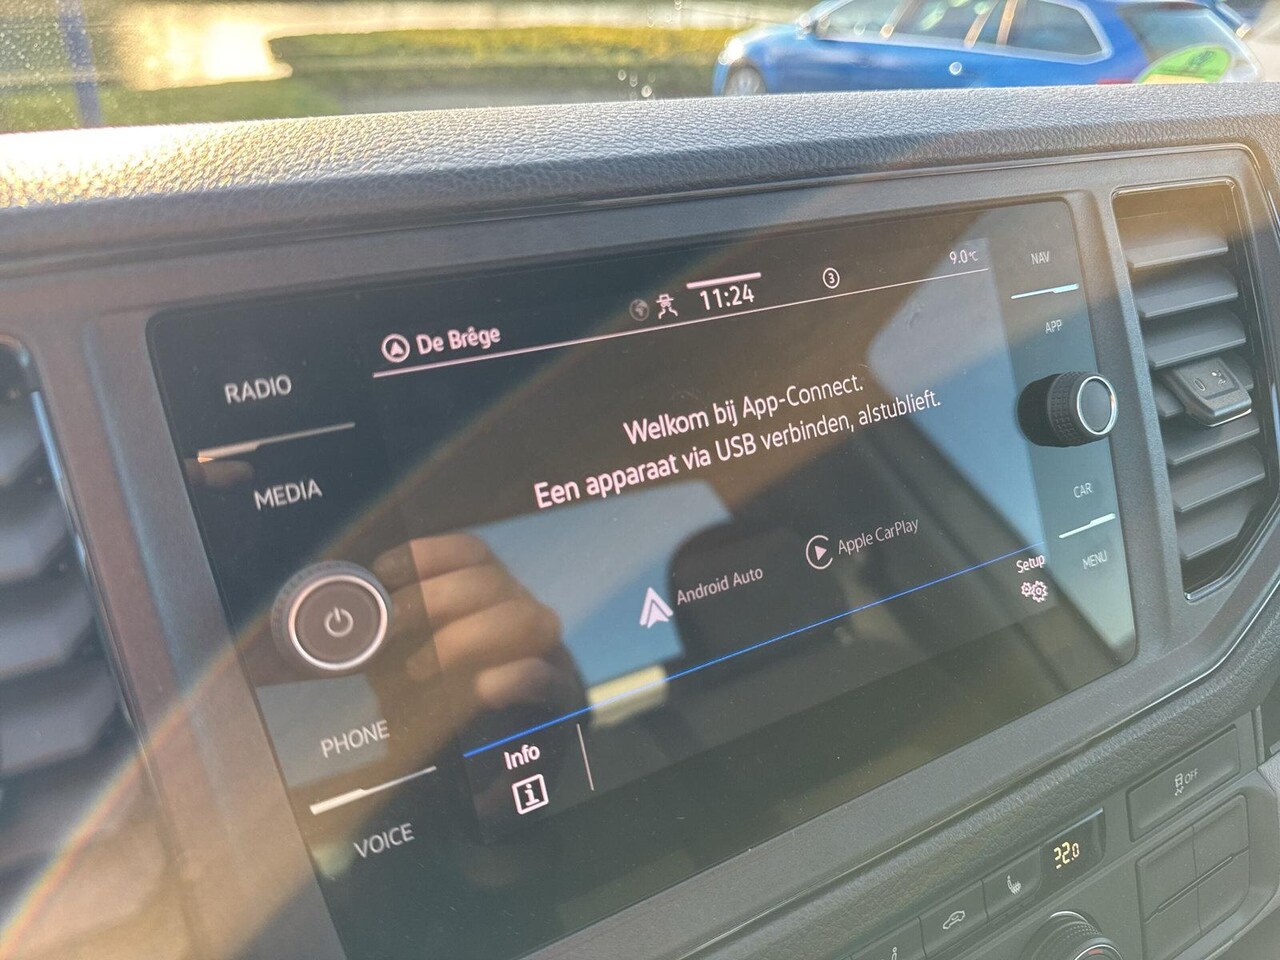 De Brêge
11:24
3
9.0°C
NAV
APP
RADIO
MEDIA
Welkom bij App-Connect.
Een apparaat via USB verbinden, alstublieft.
Android Auto
Apple CarPlay
Setup
CAR
MENU
PHONE
VOICE
Info
i
OFF
22.0